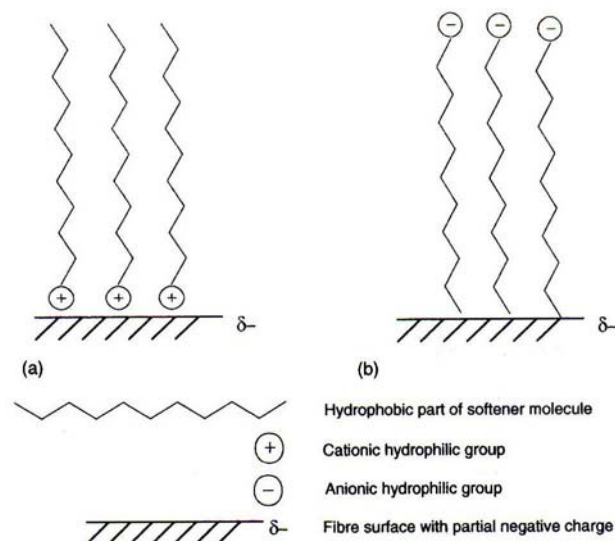 − − −
+ + +
δ−
δ−
(a)
(b)
Hydrophobic part of softener molecule
+ Cationic hydrophilic group
− Anionic hydrophilic group
δ− Fibre surface with partial negative charge